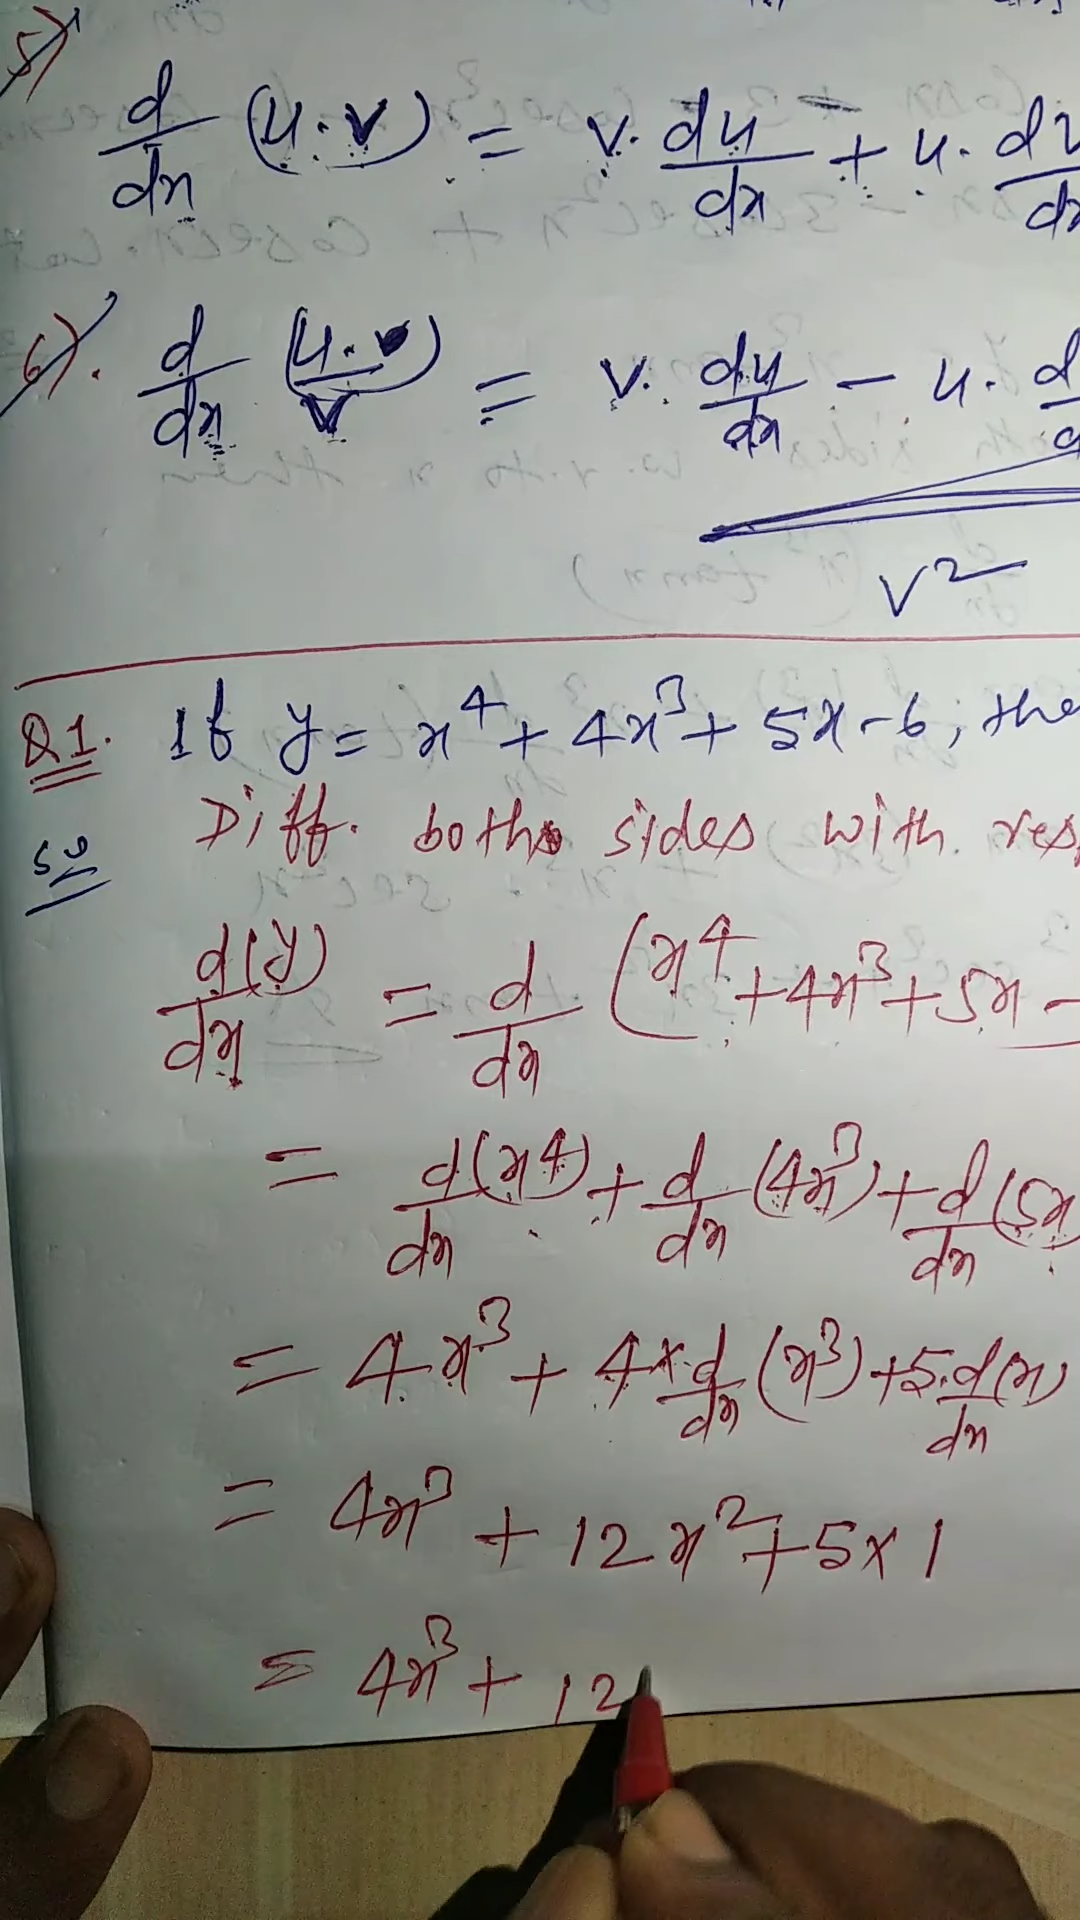 5)
d/dx (u.v) = v. du/dx + u. dv/dx
6). d/dx (u.v/v) = v. du/dx - u. d
v²
Q1. If y = x⁴ + 4x³ + 5x - 6, the
Sol Diff. both sides with. res
d(y)/dx = d/dx (x⁴ + 4x³ + 5x -
= d(x⁴)/dx + d/dx (4x³) + d/dx (5x
= 4x³ + 4 × d/dx (x³) + 5. d(x)/dx
= 4x³ + 12x² + 5 × 1
= 4x³ + 12